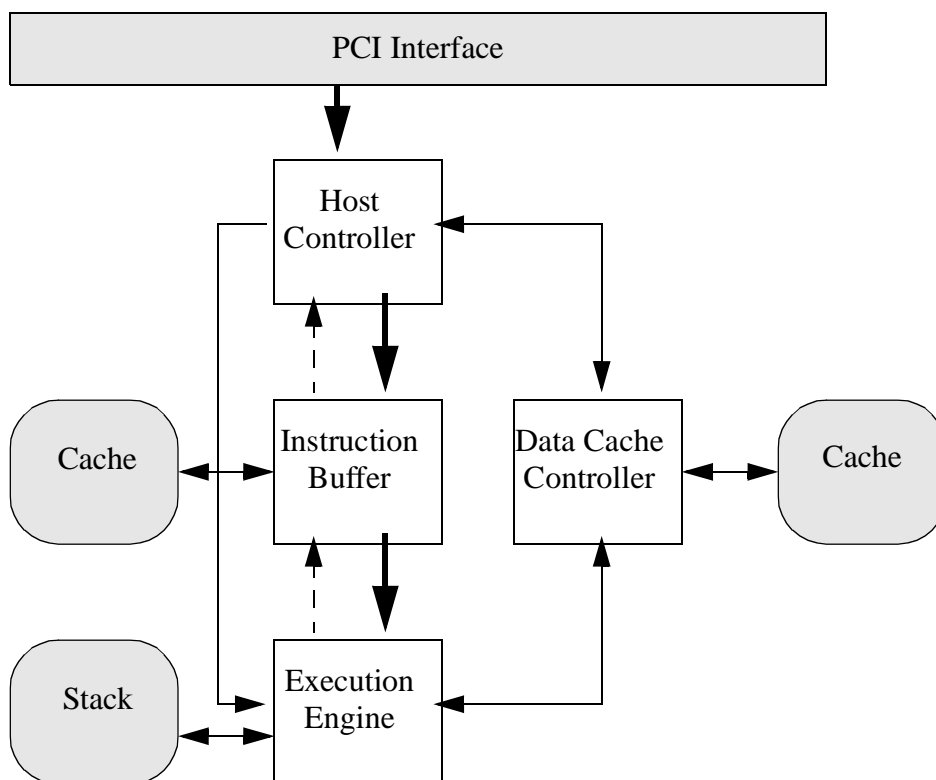 PCI Interface
Host
Controller
Cache
Instruction
Buffer
Data Cache
Controller
Cache
Stack
Execution
Engine